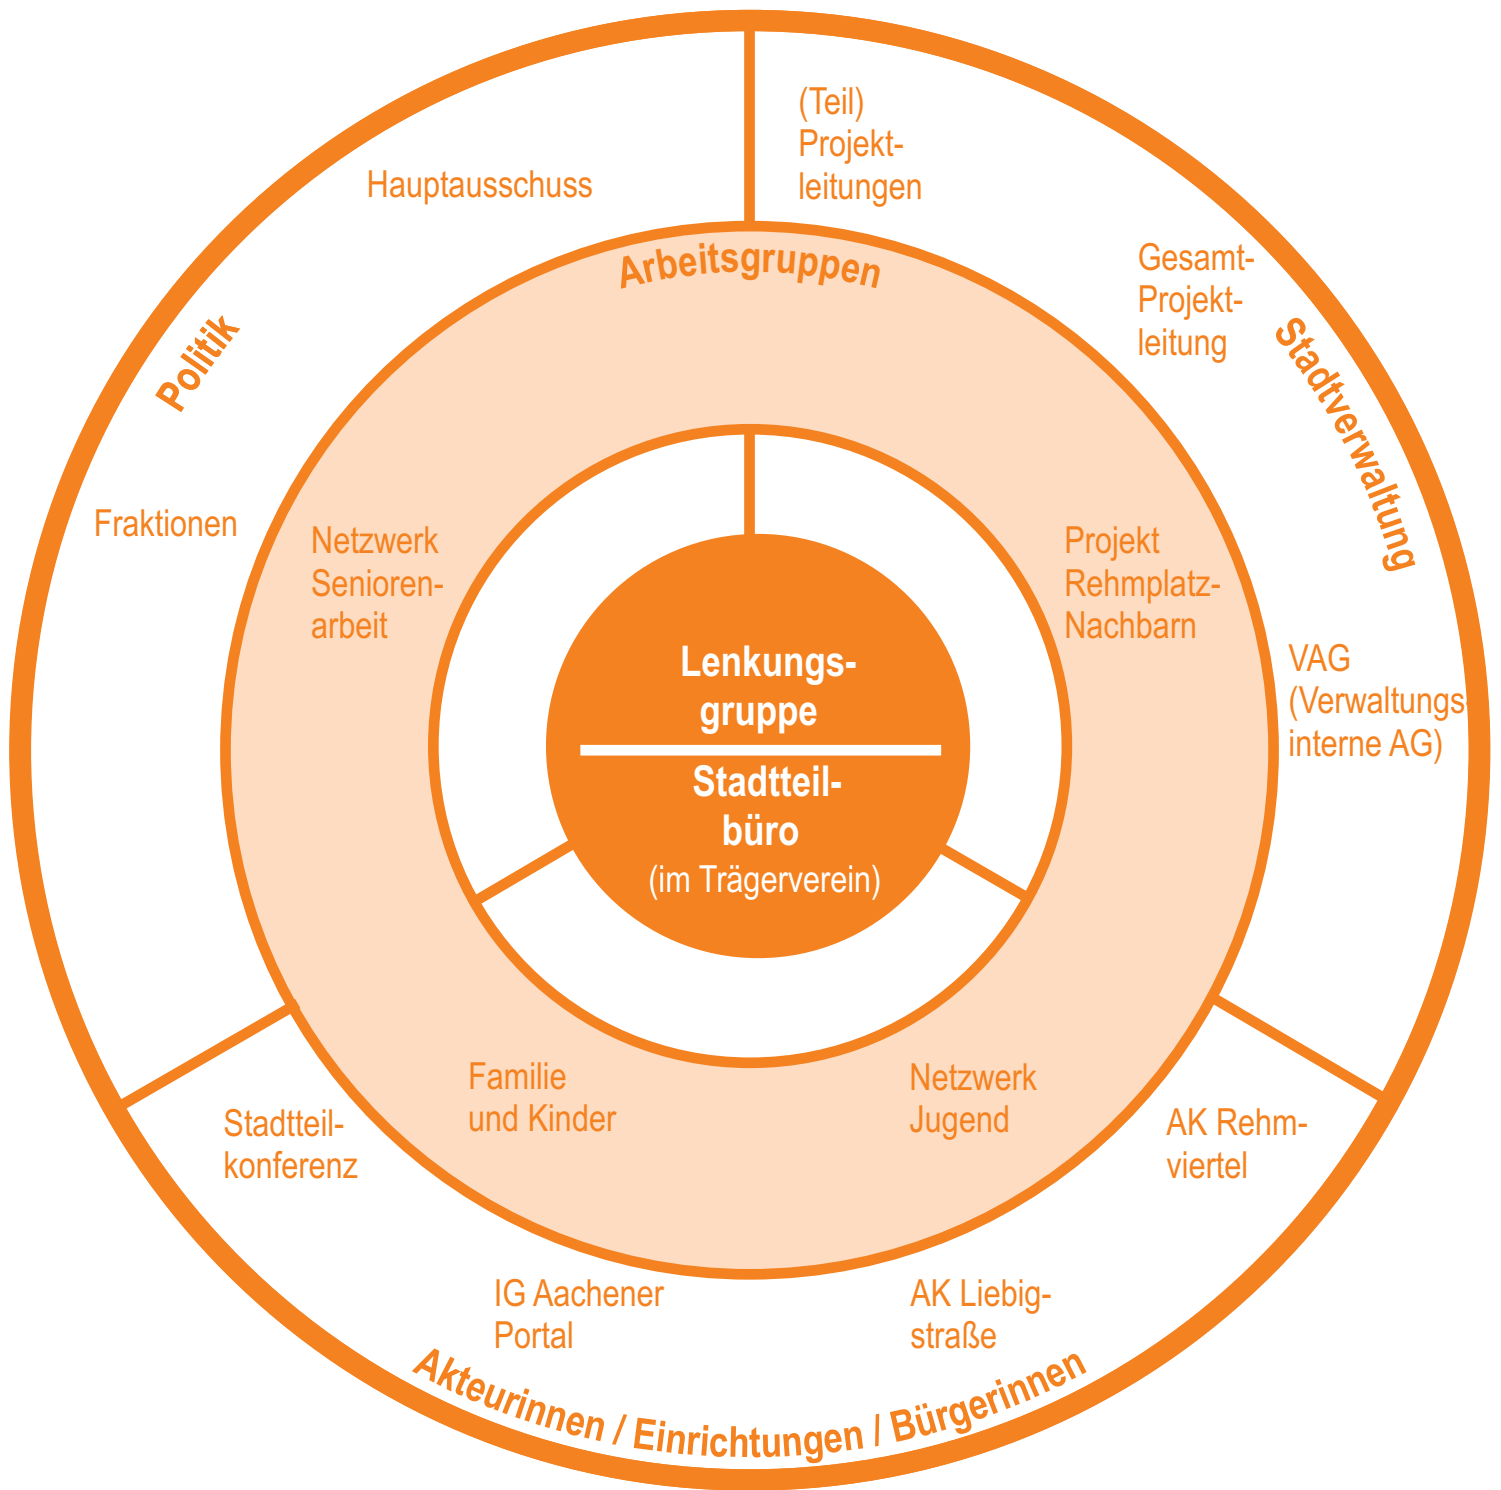 (Teil)
Projekt-
leitungen
Hauptausschuss
Arbeitsgruppen
Gesamt-
Projekt-
leitung
Politik
Stadtverwaltung
Fraktionen
Netzwerk
Senioren-
arbeit
Projekt
Rehmplatz-
Nachbarn
Lenkungs-
gruppe
Stadtteil-
büro
(im Trägerverein)
VAG
(Verwaltungs-
interne AG)
Familie
und Kinder
Netzwerk
Jugend
Stadtteil-
konferenz
AK Rehm-
viertel
IG Aachener
Portal
AK Liebig-
straße
Akteurinnen / Einrichtungen / Bürgerinnen